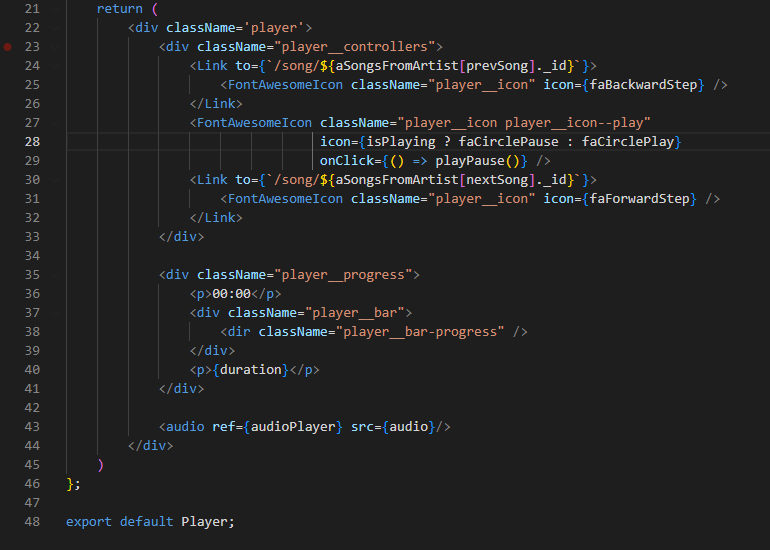 21    return (
22        <div className='player'>
23            <div className="player__controllers">
24                <Link to={`/song/${aSongsFromArtist[prevSong]._id}`}>
25                    <FontAwesomeIcon className="player__icon" icon={faBackwardStep} />
26                </Link>
27                <FontAwesomeIcon className="player__icon player__icon--play"
28                                 icon={isPlaying ? faCirclePause : faCirclePlay}
29                                 onClick={() => playPause()} />
30                <Link to={`/song/${aSongsFromArtist[nextSong]._id}`}>
31                    <FontAwesomeIcon className="player__icon" icon={faForwardStep} />
32                </Link>
33            </div>
34
35            <div className="player__progress">
36                <p>00:00</p>
37                <div className="player__bar">
38                    <dir className="player__bar-progress" />
39                </div>
40                <p>{duration}</p>
41            </div>
42
43            <audio ref={audioPlayer} src={audio}/>
44        </div>
45    )
46 };
47
48 export default Player;